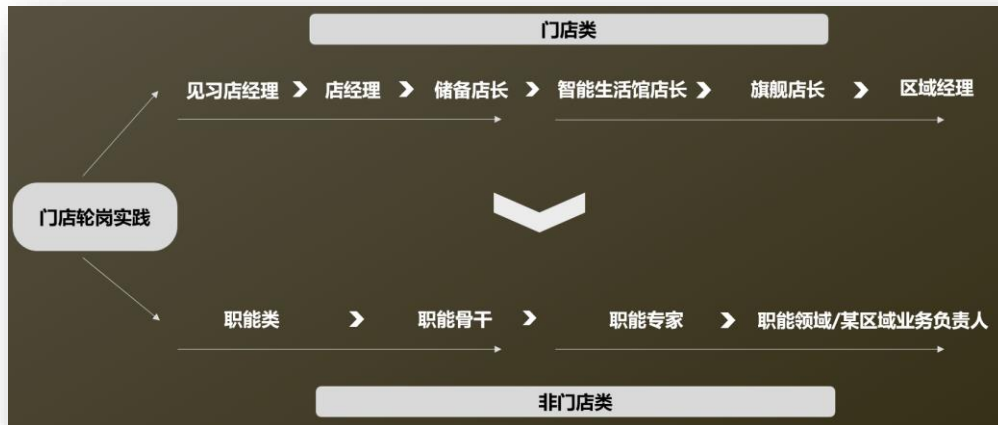 门店类
见习店经理 店经理 储备店长 智能生活馆店长 旗舰店长 区域经理
门店轮岗实践
职能类 职能骨干 职能专家 职能领域/某区域业务负责人
非门店类